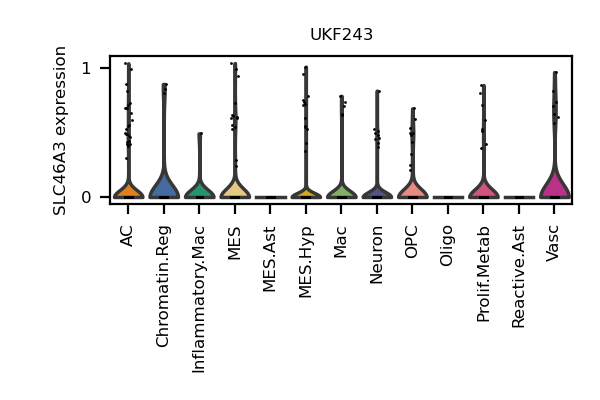 UKF243
SLC46A3 expression
1
0
AC
Chromatin.Reg
Inflammatory.Mac
MES
MES.Ast
MES.Hyp
Mac
Neuron
OPC
Oligo
Prolif.Metab
Reactive.Ast
Vasc